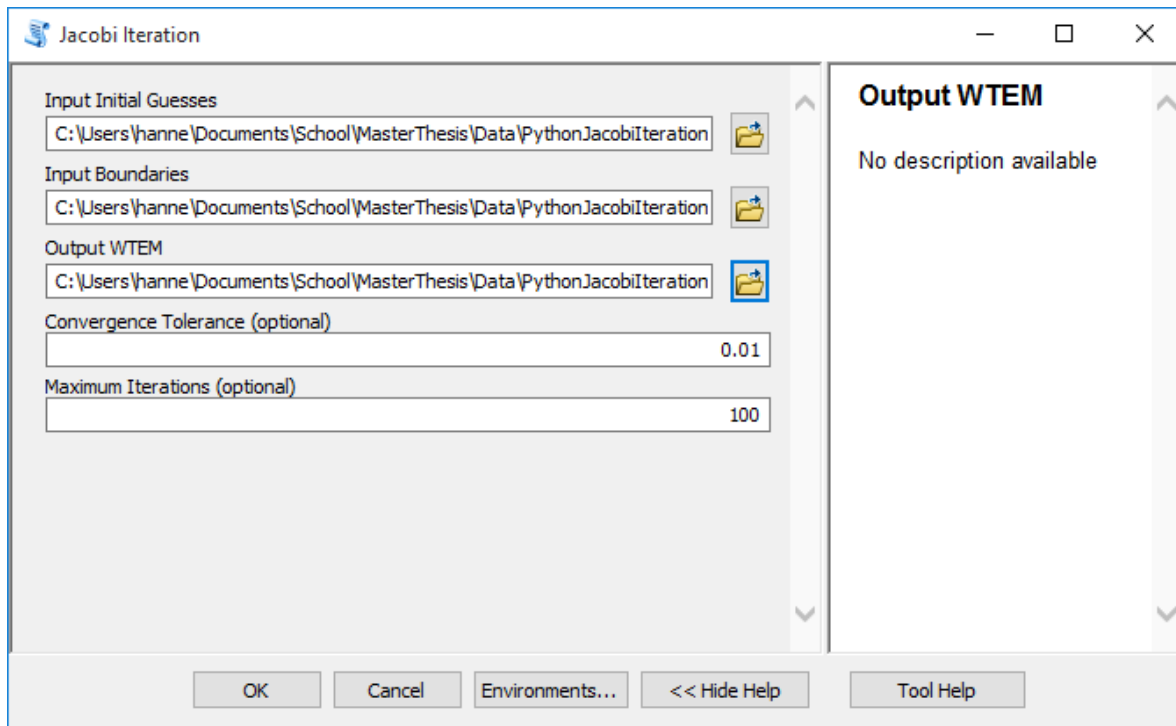 Jacobi Iteration
Input Initial Guesses
C:\Users\hanne\Documents\School\MasterThesis\Data\PythonJacobiIteration
Input Boundaries
C:\Users\hanne\Documents\School\MasterThesis\Data\PythonJacobiIteration
Output WTEM
C:\Users\hanne\Documents\School\MasterThesis\Data\PythonJacobiIteration
Convergence Tolerance (optional)
0.01
Maximum Iterations (optional)
100
Output WTEM
No description available
OK Cancel Environments... << Hide Help Tool Help